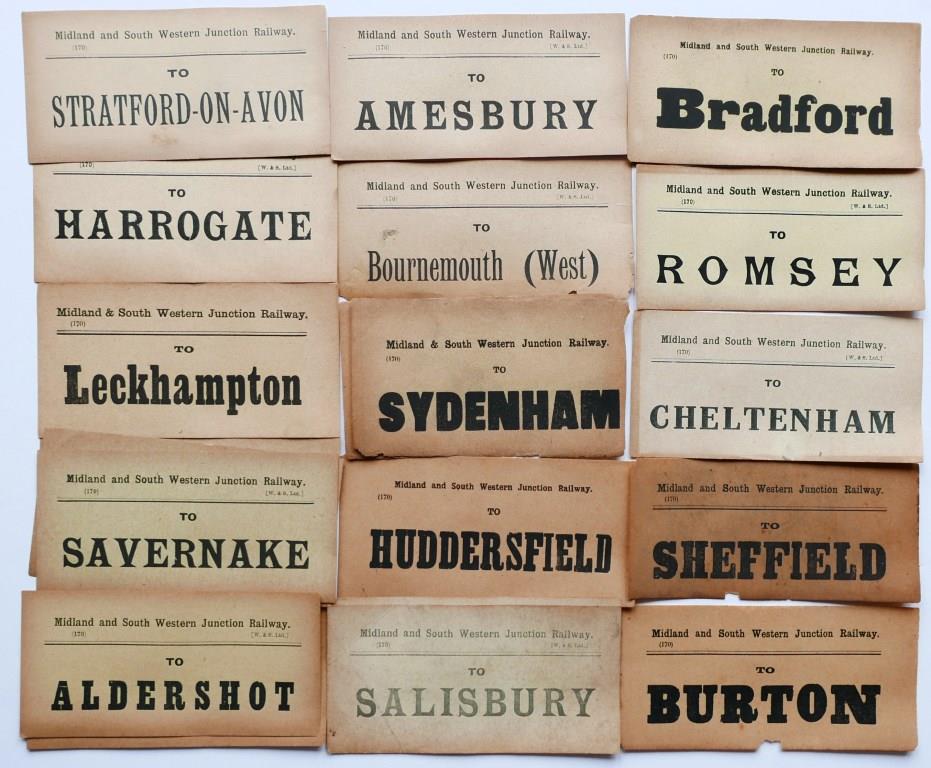 Midland and South Western Junction Railway.
(170)
TO
STRATFORD-ON-AVON
Midland and South Western Junction Railway.
(170) [W. & S. Ltd.]
TO
AMESBURY
Midland and South Western Junction Railway.
(170)
TO
Bradford
(170) [W. & S. Ltd.]
TO
HARROGATE
Midland and South Western Junction Railway.
(170) [W. & S. Ltd.]
TO
Bournemouth (West)
Midland and South Western Junction Railway.
(170) [W. & S. Ltd.]
TO
ROMSEY
Midland & South Western Junction Railway.
(170)
TO
Leckhampton
Midland & South Western Junction Railway.
(170)
TO
SYDENHAM
Midland and South Western Junction Railway.
(170) [W. & S. Ltd.]
TO
CHELTENHAM
Midland and South Western Junction Railway.
(170) [W. & S. Ltd.]
TO
SAVERNAKE
Midland and South Western Junction Railway.
(170)
TO
HUDDERSFIELD
Midland and South Western Junction Railway.
(170)
TO
SHEFFIELD
Midland and South Western Junction Railway.
(170) [W. & S. Ltd.]
TO
ALDERSHOT
Midland and South Western Junction Railway.
(170) [W. & S. Ltd.]
TO
SALISBURY
Midland and South Western Junction Railway.
(170)
TO
BURTON